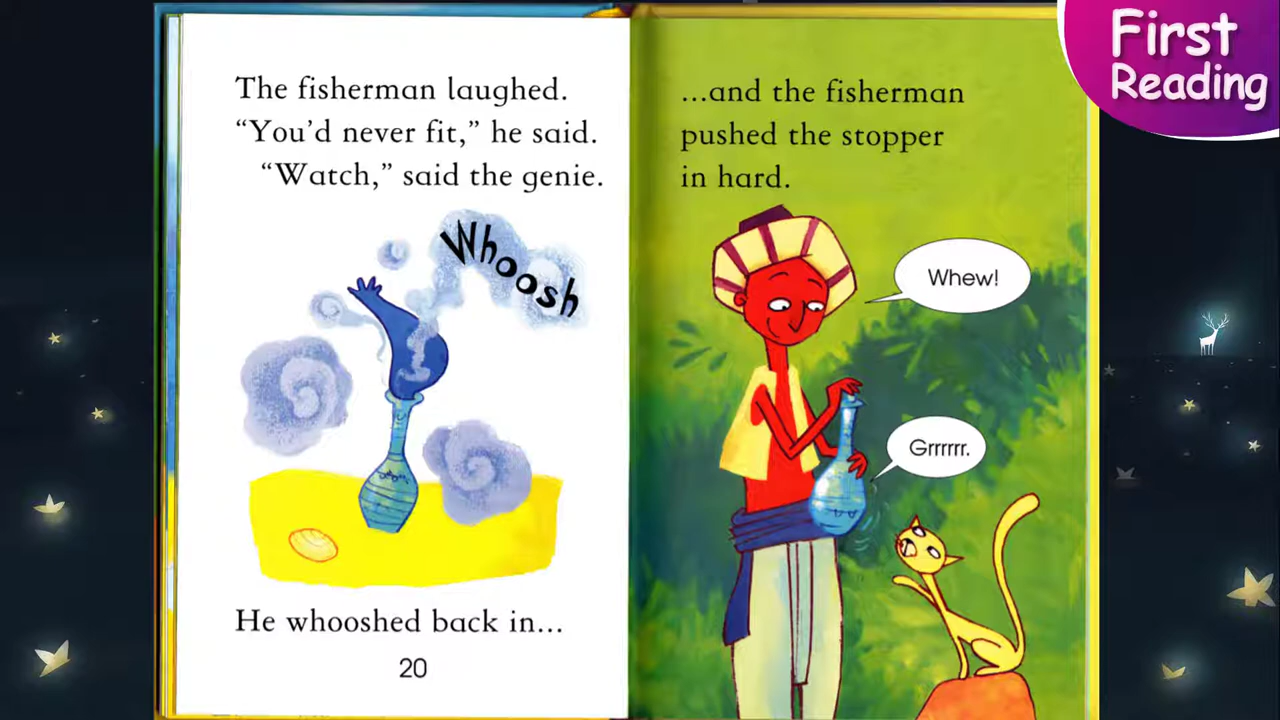 The fisherman laughed.
“You’d never fit,” he said.
“Watch,” said the genie.
Whoosh
He whooshed back in...
20
...and the fisherman
pushed the stopper
in hard.
Whew!
Grrrrrr.
First
Reading